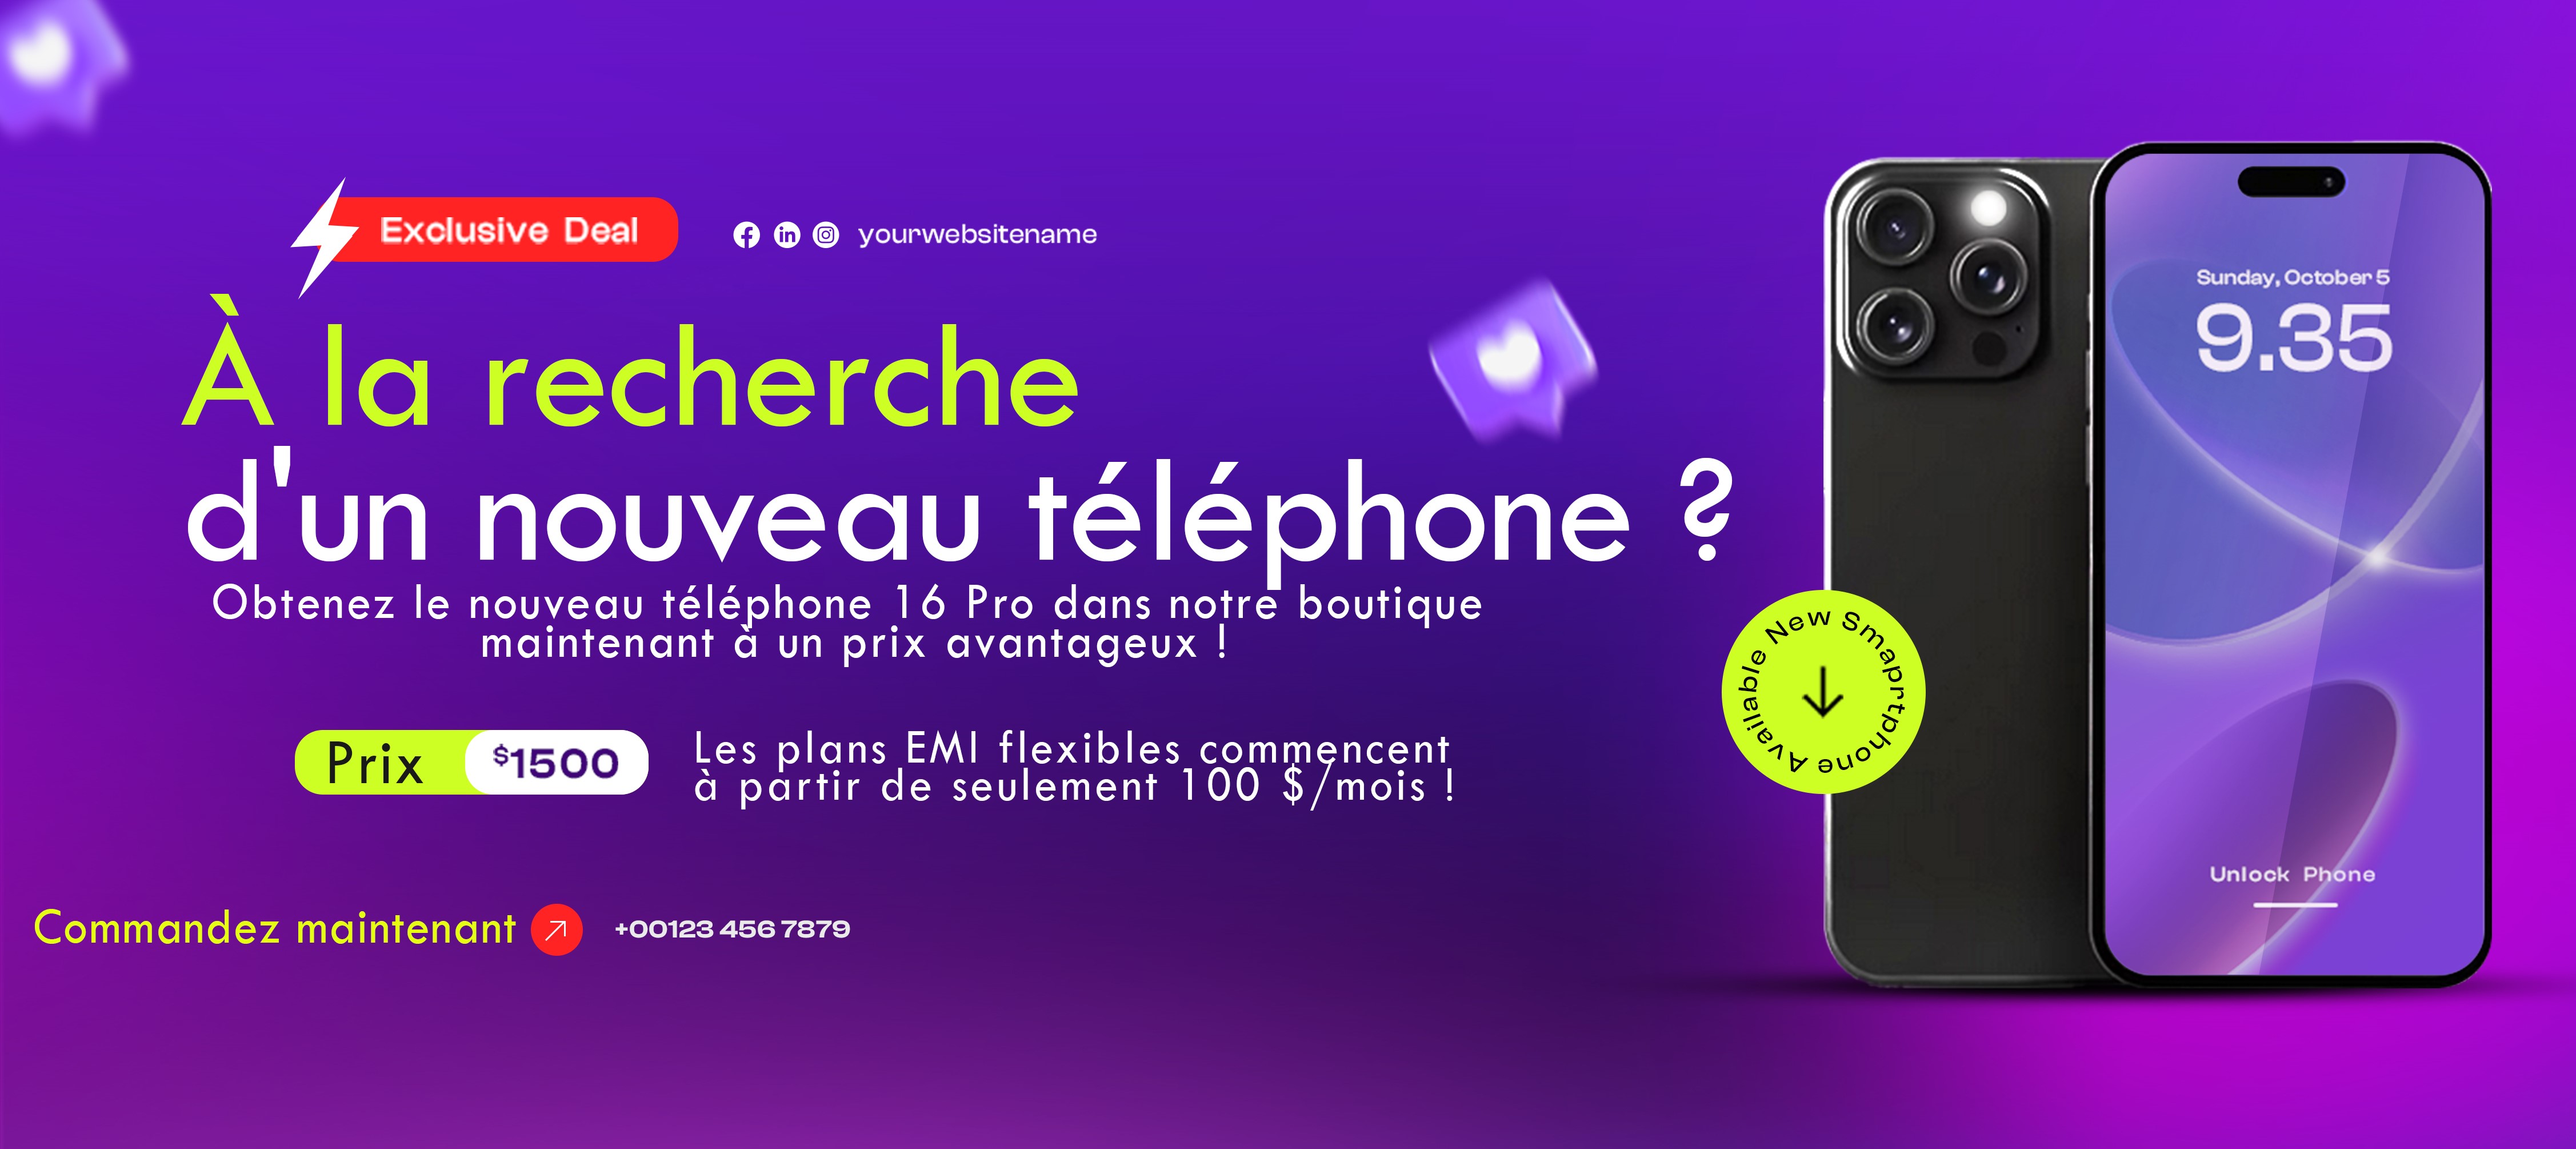 Exclusive Deal
yourwebsitename
À la recherche
d'un nouveau téléphone ?
Obtenez le nouveau téléphone 16 Pro dans notre boutique
maintenant à un prix avantageux !
Prix $1500
Les plans EMI flexibles commencent
à partir de seulement 100 $/mois !
Commandez maintenant
+00123 456 7879
Sunday, October 5
9.35
New Smaprtphone Available
Unlock Phone